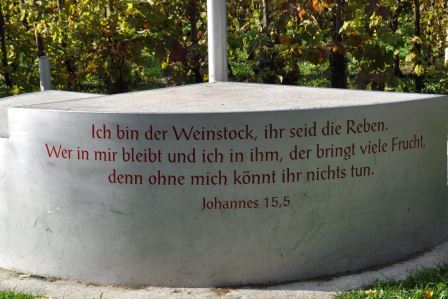 Ich bin der Weinstock, ihr seid die Reben.
Wer in mir bleibt und ich in ihm, der bringt viele Frucht,
denn ohne mich könnt ihr nichts tun.
Johannes 15,5